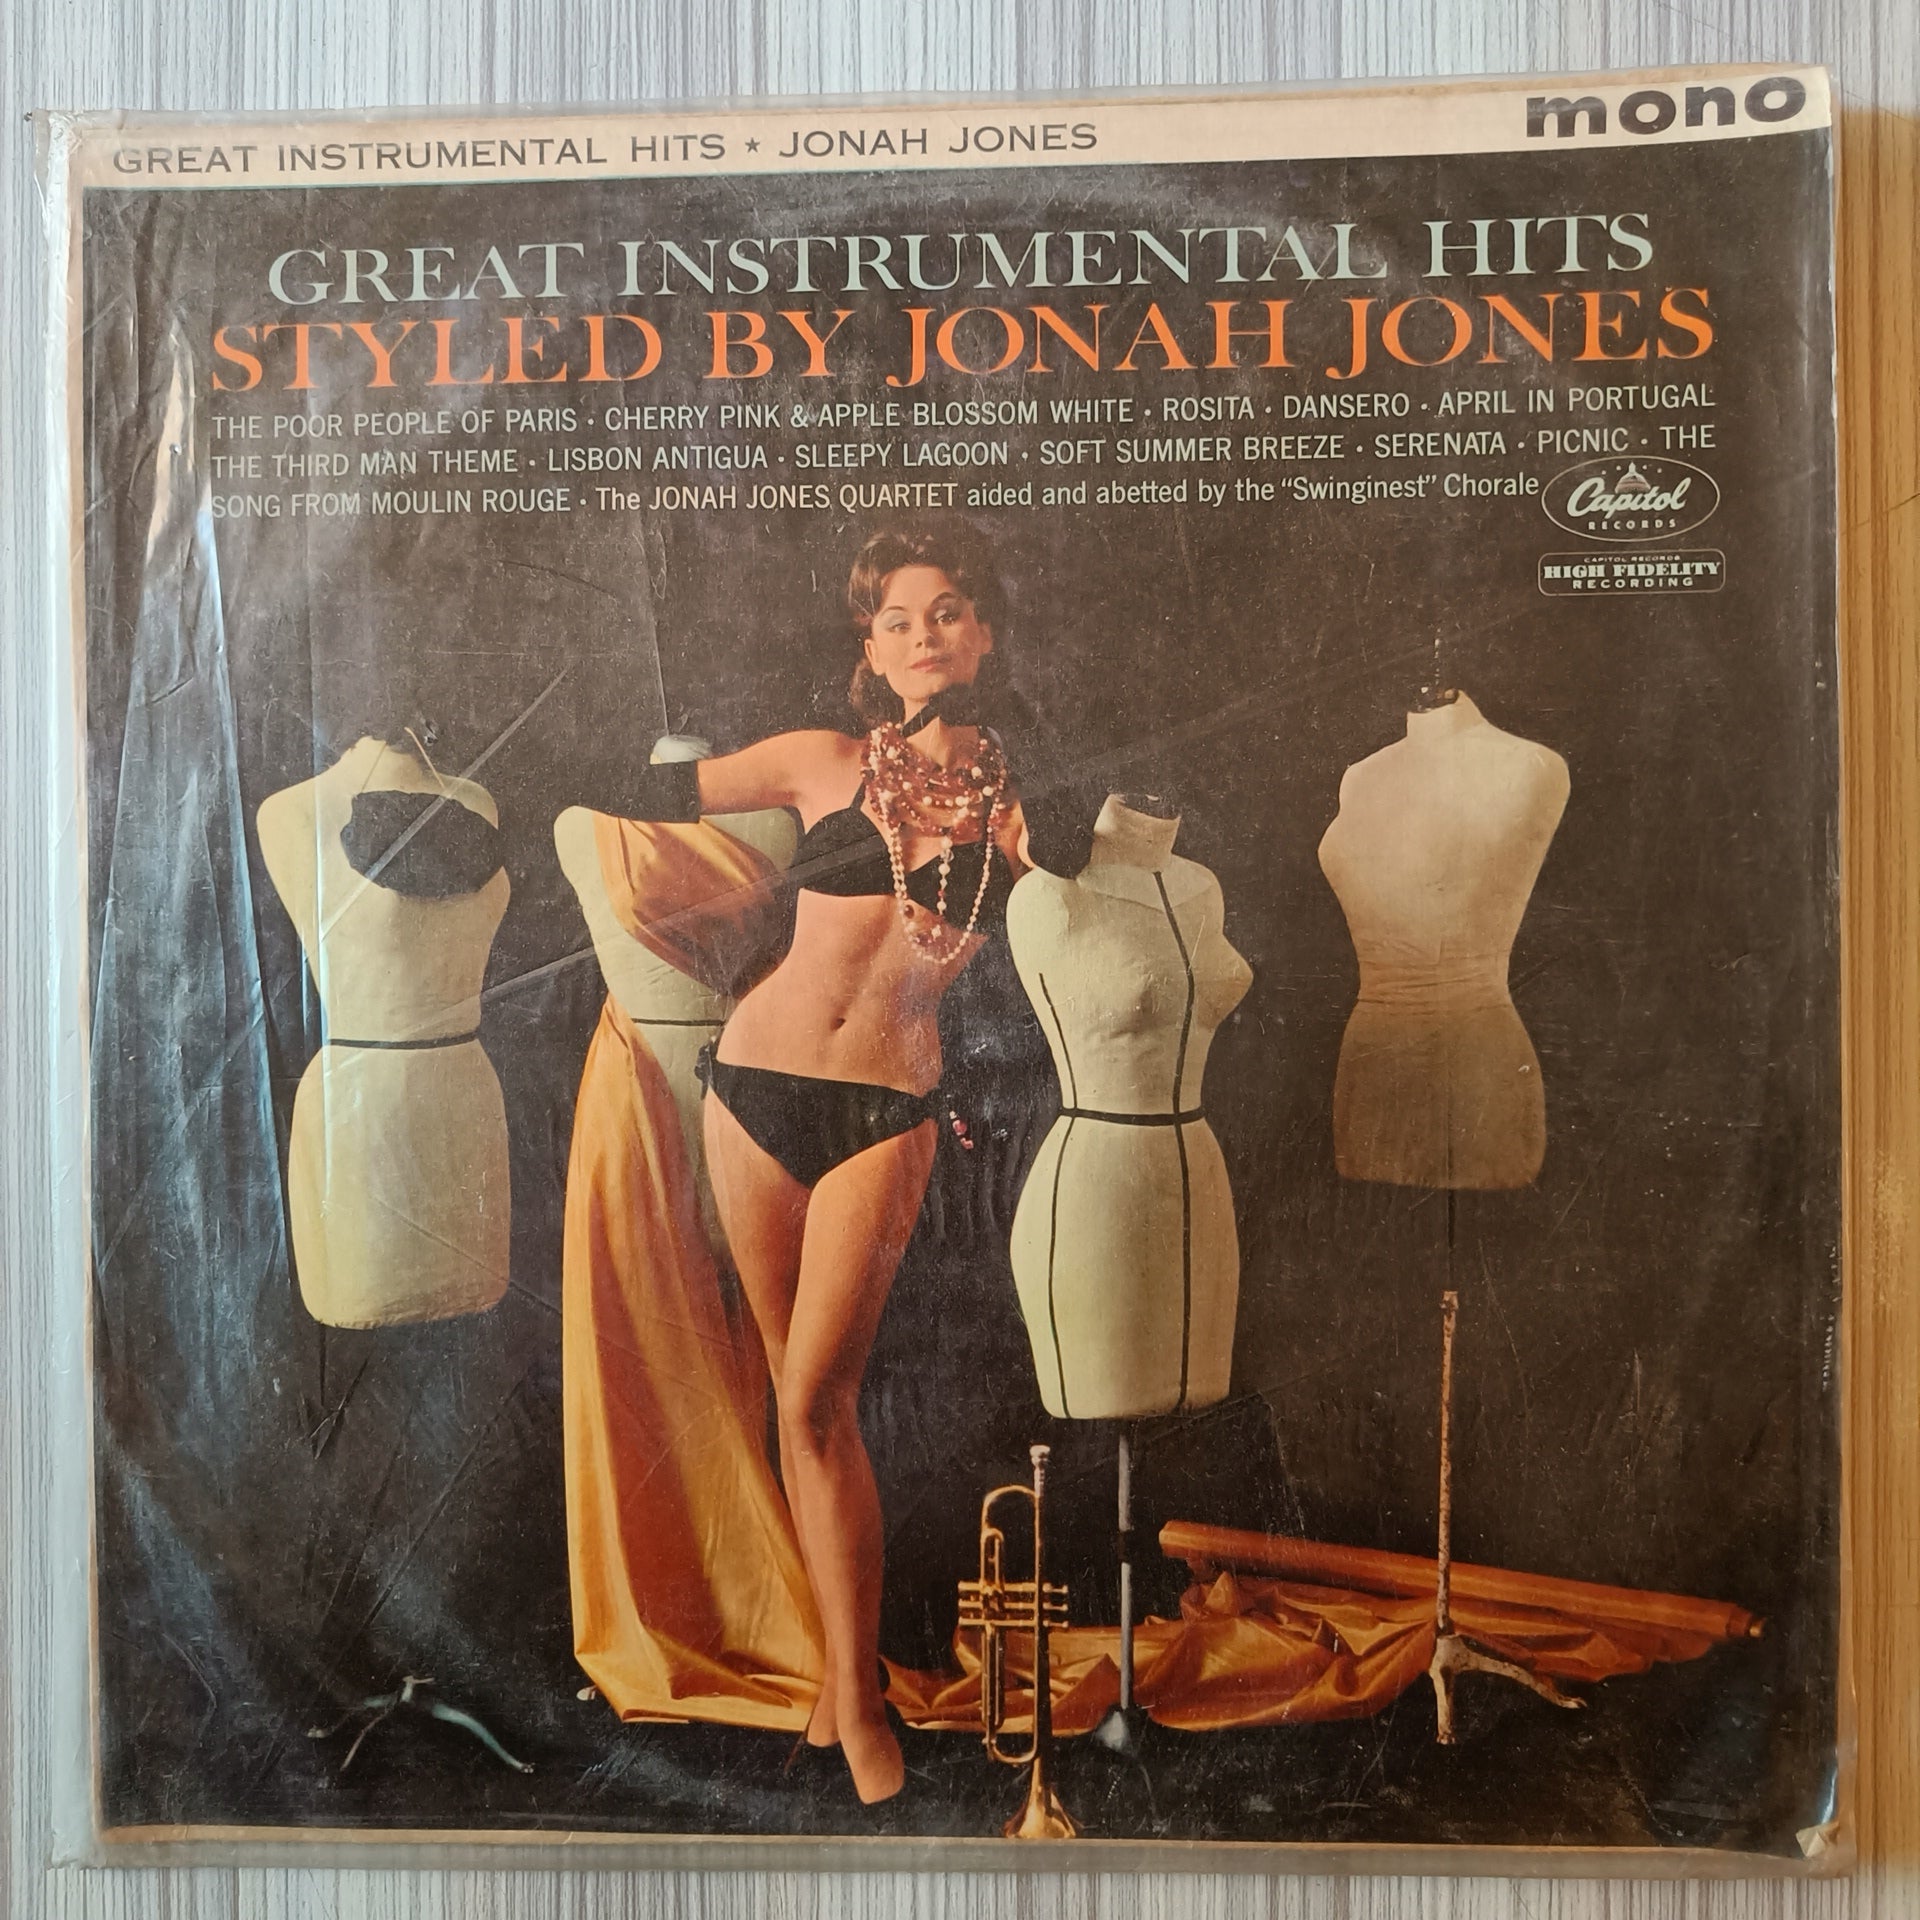 GREAT INSTRUMENTAL HITS ★ JONAH JONES
mono
GREAT INSTRUMENTAL HITS
STYLED BY JONAH JONES
THE POOR PEOPLE OF PARIS • CHERRY PINK & APPLE BLOSSOM WHITE • ROSITA • DANSERO • APRIL IN PORTUGAL
THE THIRD MAN THEME • LISBON ANTIGUA • SLEEPY LAGOON • SOFT SUMMER BREEZE • SERENATA • PICNIC • THE
SONG FROM MOULIN ROUGE • The JONAH JONES QUARTET aided and abetted by the “Swinginest” Chorale
Capitol
RECORDS
CAPITOL RECORDS
HIGH FIDELITY
RECORDING